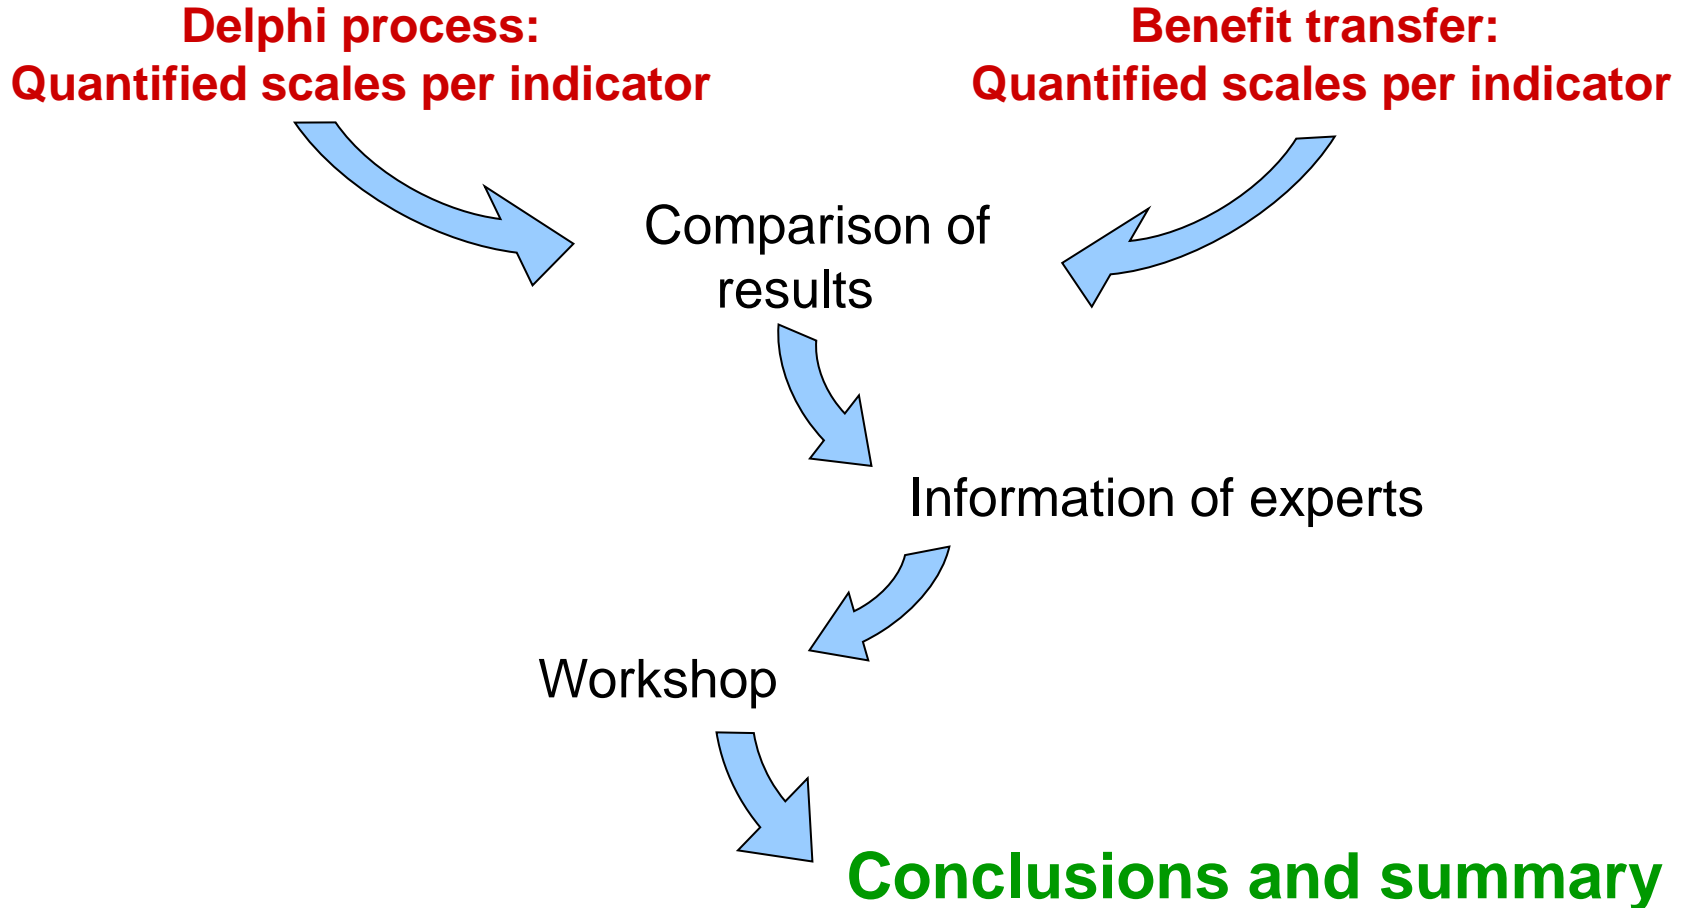 Delphi process:
Quantified scales per indicator
Benefit transfer:
Quantified scales per indicator
Comparison of
results
Information of experts
Workshop
Conclusions and summary